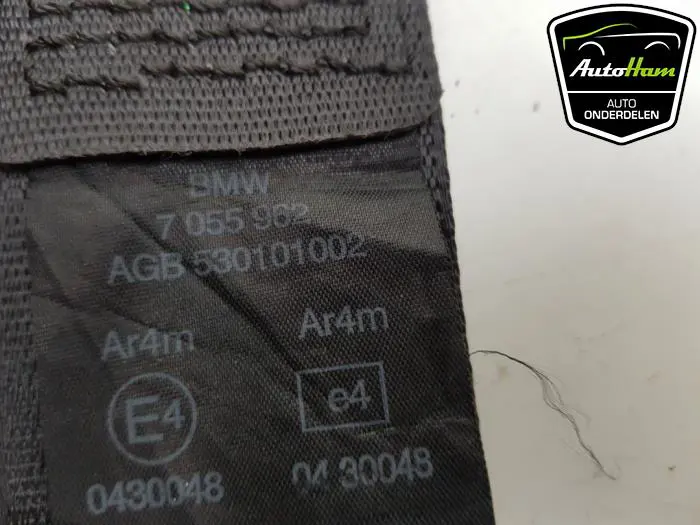 AutoHam
AUTO
ONDERDELEN
BMW
7 055 962
AGB 530101002
Ar4m
Ar4m
E4
e4
0430048
04 30048